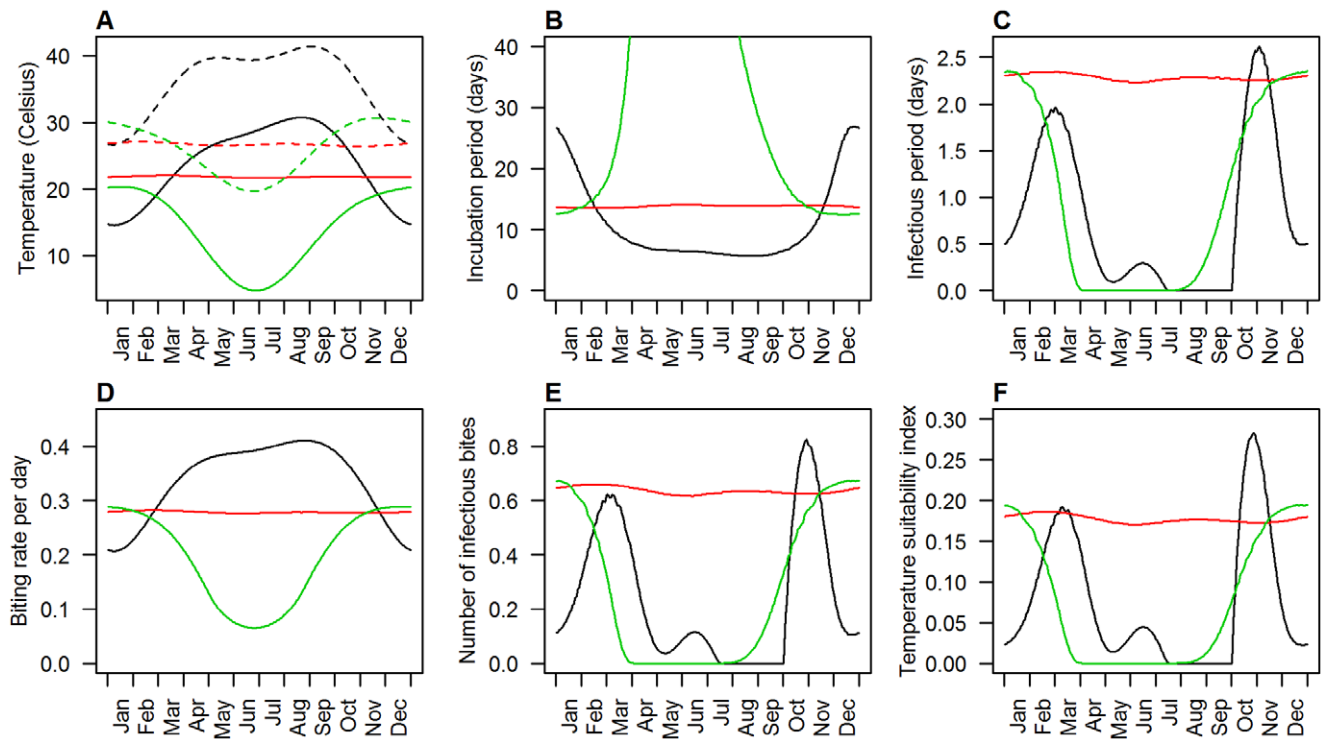 A
Temperature (Celsius)
40
30
20
10
Jan
Feb
Mar
Apr
May
Jun
Jul
Aug
Sep
Oct
Nov
Dec
B
Incubation period (days)
40
30
20
10
0
Jan
Feb
Mar
Apr
May
Jun
Jul
Aug
Sep
Oct
Nov
Dec
C
Infectious period (days)
2.5
2.0
1.5
1.0
0.5
0.0
Jan
Feb
Mar
Apr
May
Jun
Jul
Aug
Sep
Oct
Nov
Dec
D
Biting rate per day
0.4
0.3
0.2
0.1
0.0
Jan
Feb
Mar
Apr
May
Jun
Jul
Aug
Sep
Oct
Nov
Dec
E
Number of infectious bites
0.8
0.6
0.4
0.2
0.0
Jan
Feb
Mar
Apr
May
Jun
Jul
Aug
Sep
Oct
Nov
Dec
F
Temperature suitability index
0.30
0.25
0.20
0.15
0.10
0.05
0.00
Jan
Feb
Mar
Apr
May
Jun
Jul
Aug
Sep
Oct
Nov
Dec